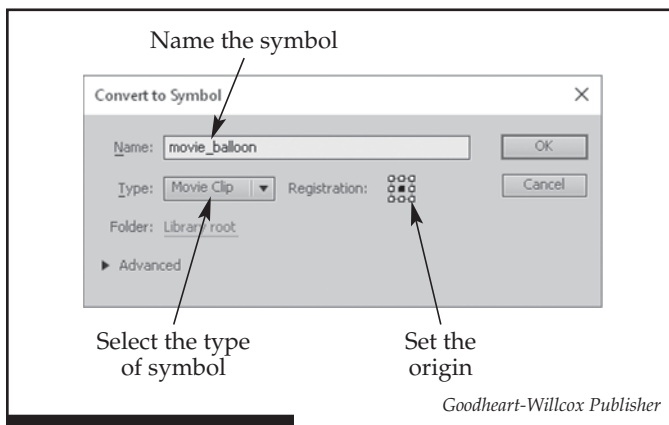 Name the symbol
Convert to Symbol
Name: movie_balloon OK
Type: Movie Clip Registration: Cancel
Folder: Library root
Advanced
Select the type
of symbol
Set the
origin
Goodheart-Willcox Publisher